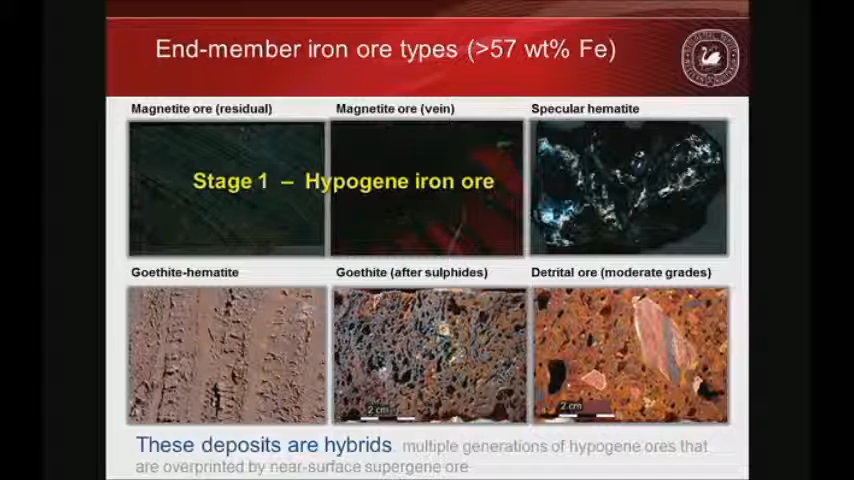 End-member iron ore types (>57 wt% Fe)
Magnetite ore (residual)
Magnetite ore (vein)
Specular hematite
Stage 1 – Hypogene iron ore
Goethite-hematite
Goethite (after sulphides)
Detrital ore (moderate grades)
2 cm
2 cm
These deposits are hybrids multiple generations of hypogene ores that
are overprinted by near-surface supergene ore